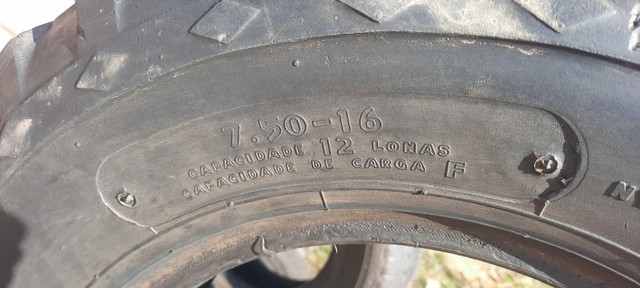 7.50-16
CAPACIDADE 12 LONAS
CAPACIDADE DE CARGA F